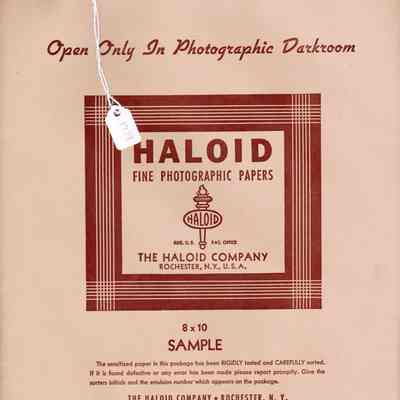 Open Only In Photographic Darkroom
HALOID
FINE PHOTOGRAPHIC PAPERS
HALOID
REG. U.S. PAT. OFFICE
THE HALOID COMPANY
ROCHESTER, N.Y., U.S.A.
8 x 10
SAMPLE
The sensitized paper in this package has been RIGIDLY tested and CAREFULLY sorted.
If it is found defective or any error has been made please report promptly. Give the
sorters initials and the emulsion number which appears on the package.
THE HALOID COMPANY • ROCHESTER, N. Y.